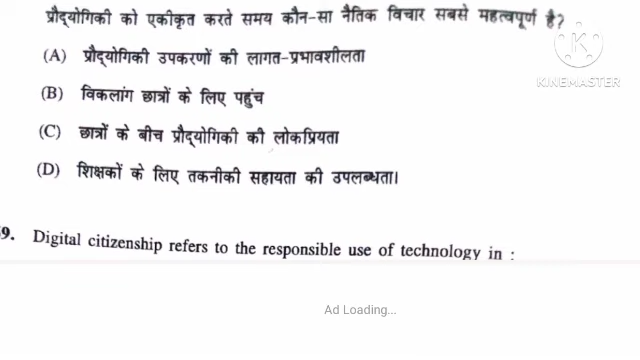 प्रौद्योगिकी को एकीकृत करते समय कौन-सा नैतिक विचार सबसे महत्वपूर्ण है?
KINEMASTER
(A) प्रौद्योगिकी उपकरणों की लागत-प्रभावशीलता
(B) विकलांग छात्रों के लिए पहुंच
(C) छात्रों के बीच प्रौद्योगिकी की लोकप्रियता
(D) शिक्षकों के लिए तकनीकी सहायता की उपलब्धता।
9. Digital citizenship refers to the responsible use of technology in :
Ad Loading...